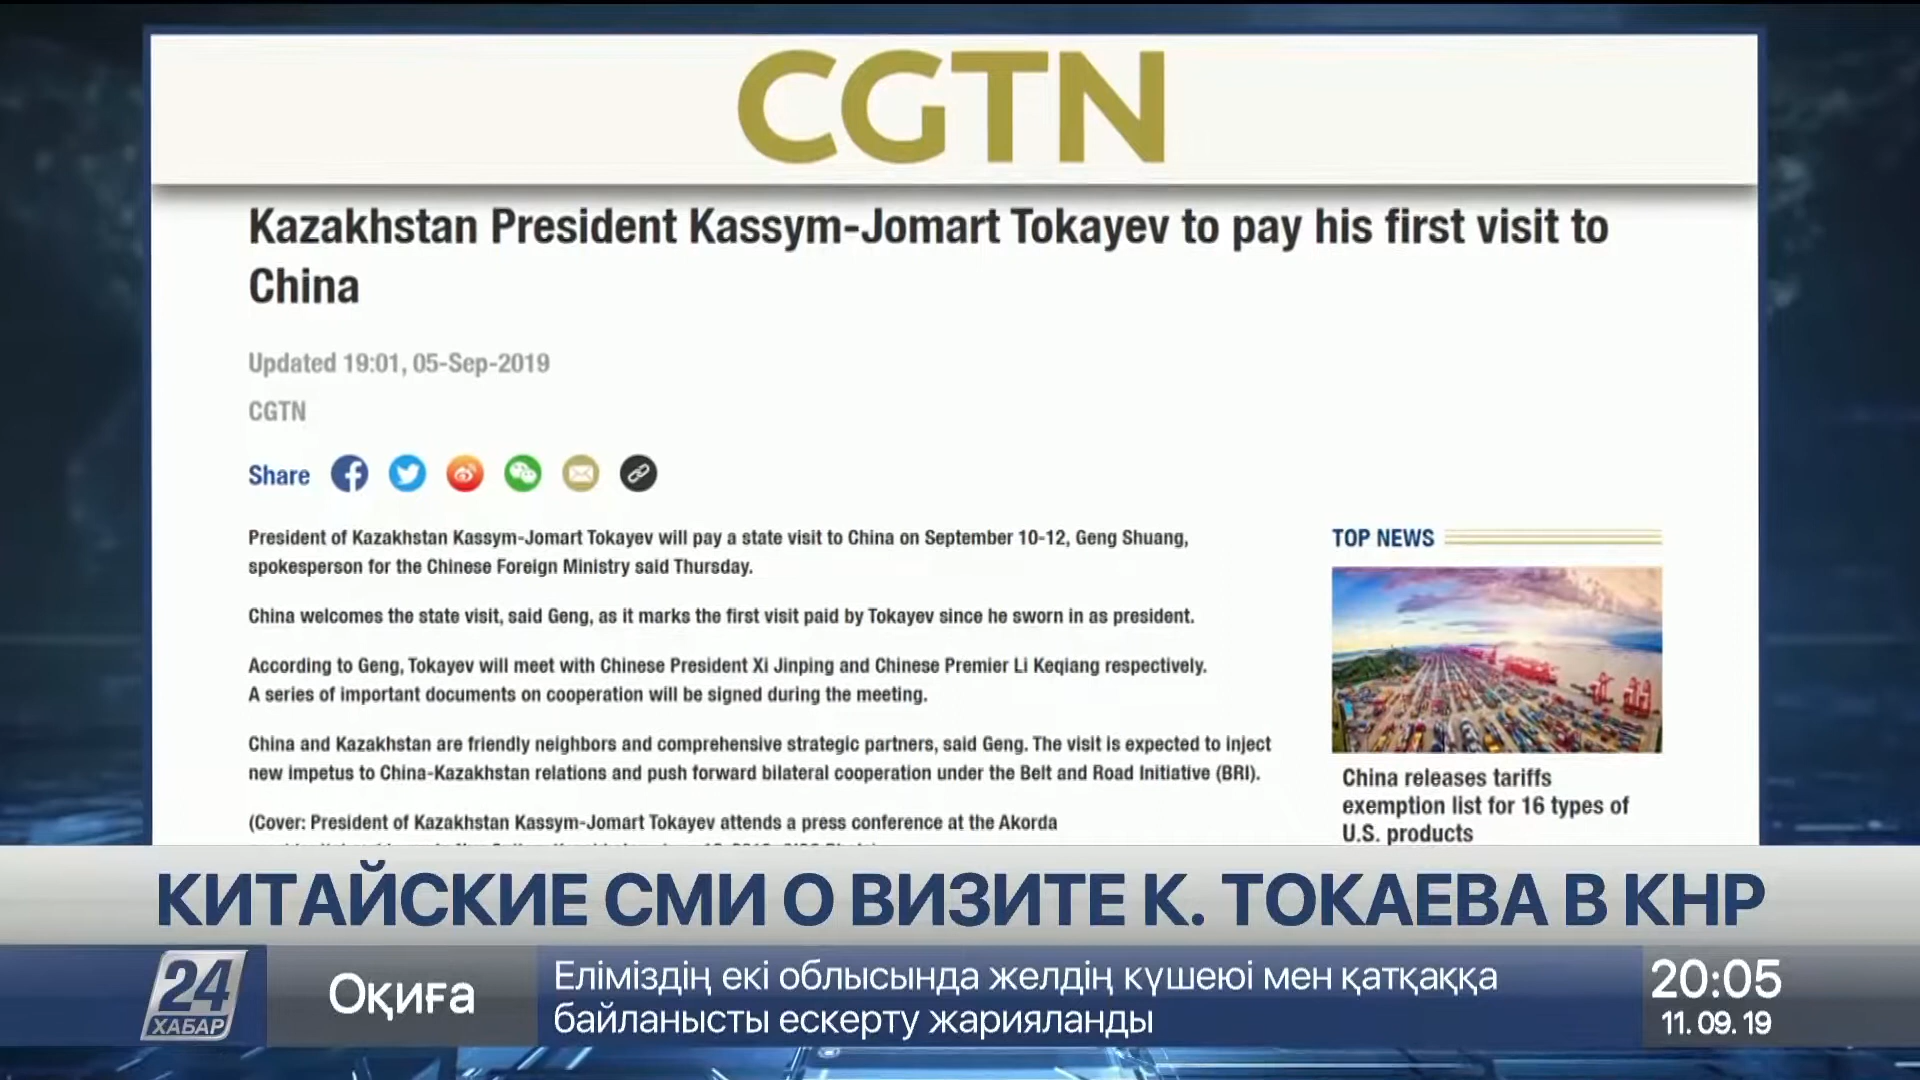 CGTN
Kazakhstan President Kassym-Jomart Tokayev to pay his first visit to
China
Updated 19:01, 05-Sep-2019
CGTN
Share
President of Kazakhstan Kassym-Jomart Tokayev will pay a state visit to China on September 10-12, Geng Shuang,
spokesperson for the Chinese Foreign Ministry said Thursday.
China welcomes the state visit, said Geng, as it marks the first visit paid by Tokayev since he sworn in as president.
According to Geng, Tokayev will meet with Chinese President Xi Jinping and Chinese Premier Li Keqiang respectively.
A series of important documents on cooperation will be signed during the meeting.
China and Kazakhstan are friendly neighbors and comprehensive strategic partners, said Geng. The visit is expected to inject
new impetus to China-Kazakhstan relations and push forward bilateral cooperation under the Belt and Road Initiative (BRI).
(Cover: President of Kazakhstan Kassym-Jomart Tokayev attends a press conference at the Akorda
TOP NEWS
China releases tariffs
exemption list for 16 types of
U.S. products
КИТАЙСКИЕ СМИ О ВИЗИТЕ К. ТОКАЕВА В КНР
24
ХАБАР
Оқиға
Еліміздің екі облысында желдің күшеюі мен қатқаққа
байланысты ескерту жарияланды
20:05
11. 09. 19